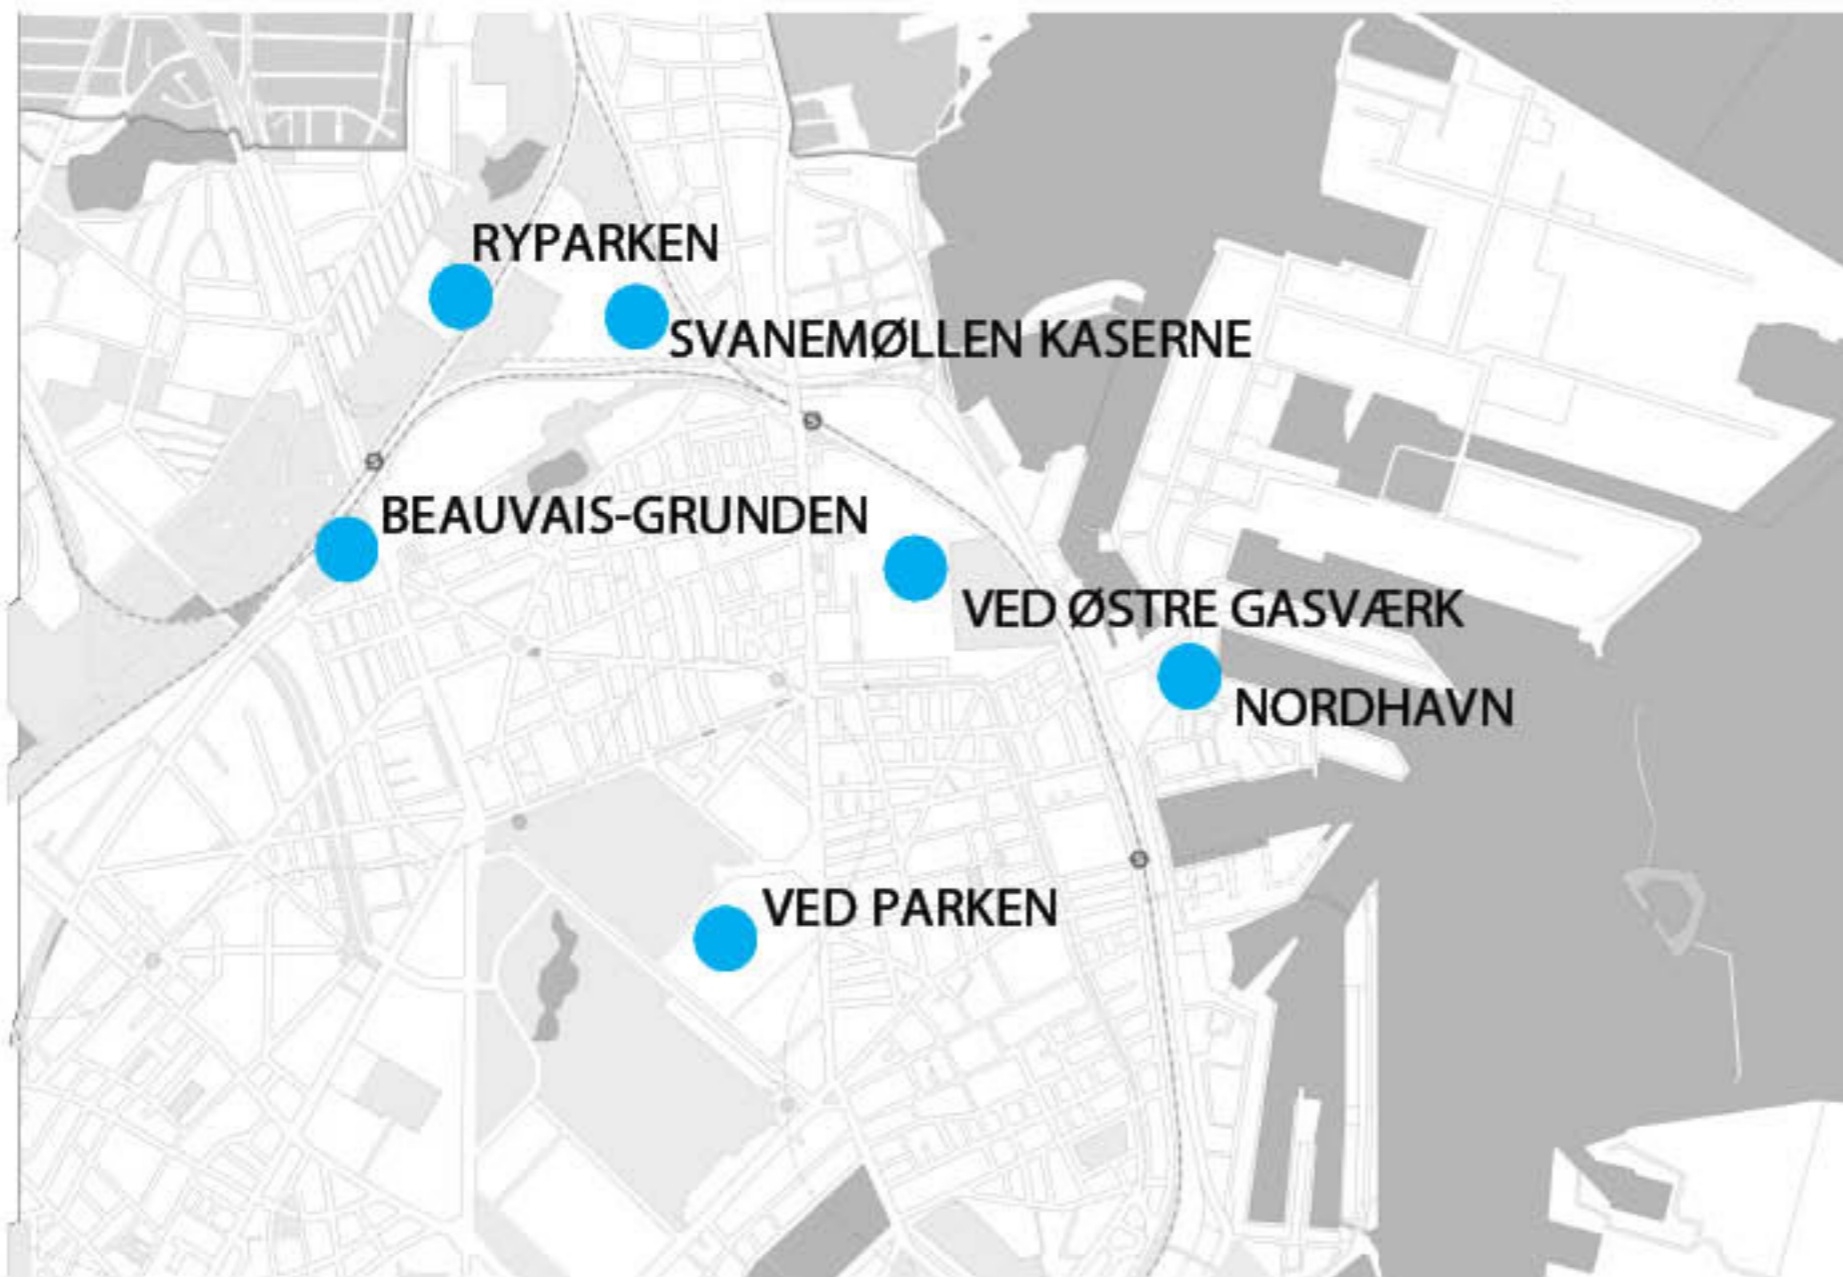 RYPARKEN
SVANEMØLLEN KASERNE
BEAUVAIS-GRUNDEN
VED ØSTRE GASVÆRK
NORDHAVN
VED PARKEN